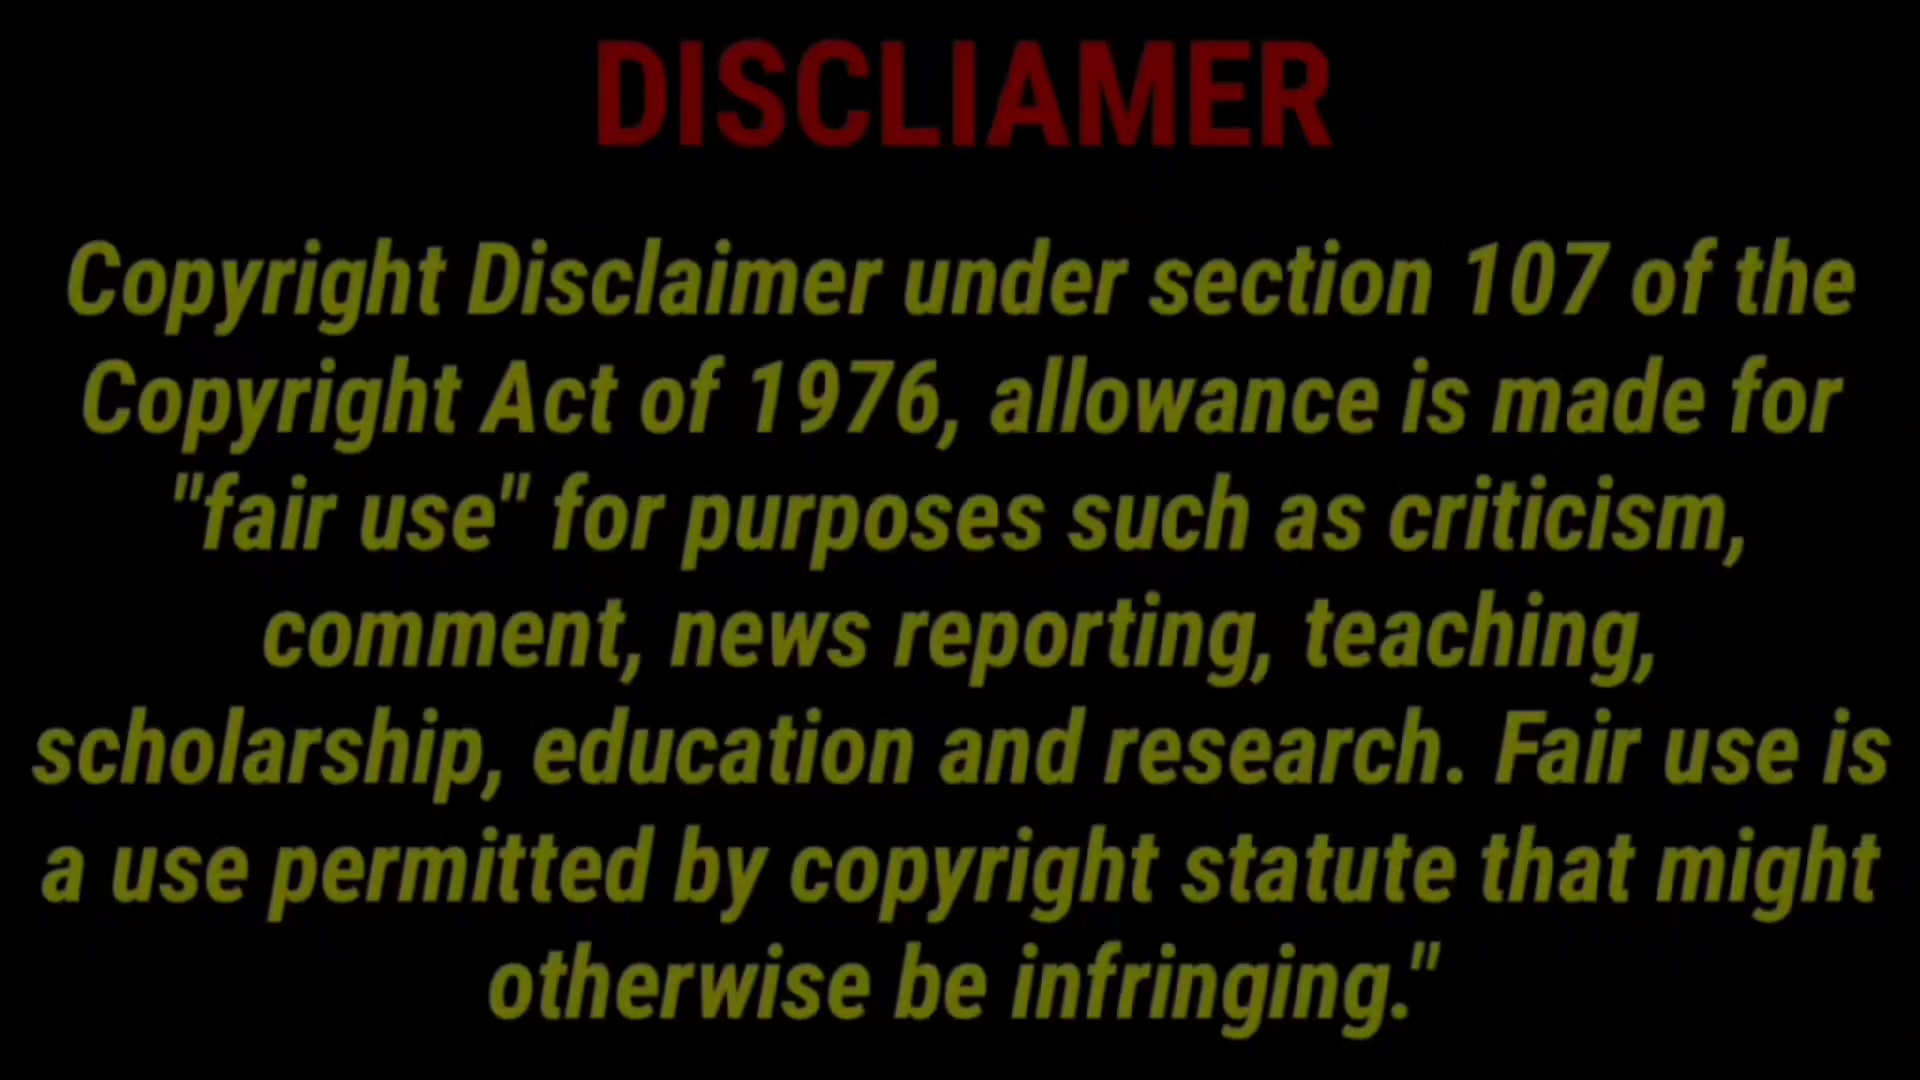 DISCLIAMER
Copyright Disclaimer under section 107 of the
Copyright Act of 1976, allowance is made for
"fair use" for purposes such as criticism,
comment, news reporting, teaching,
scholarship, education and research. Fair use is
a use permitted by copyright statute that might
otherwise be infringing."